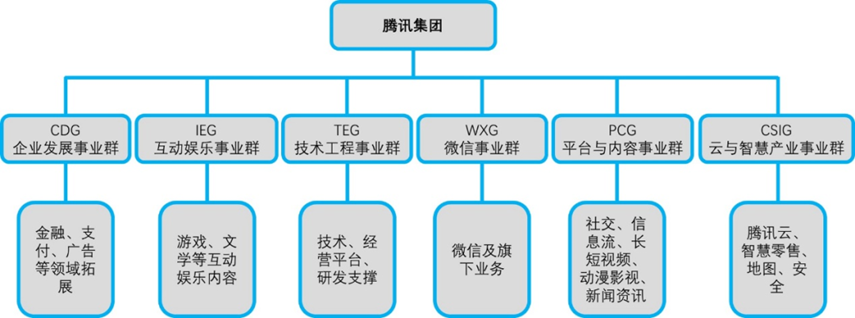 腾讯集团
CDG
企业发展事业群
IEG
互动娱乐事业群
TEG
技术工程事业群
WXG
微信事业群
PCG
平台与内容事业群
CSIG
云与智慧产业事业群
金融、支
付、广告
等领域拓
展
游戏、文
学等互动
娱乐内容
技术、经
营平台、
研发支撑
微信及旗
下业务
社交、信
息流、长
短视频、
动漫影视、
新闻资讯
腾讯云、
智慧零售、
地图、安
全